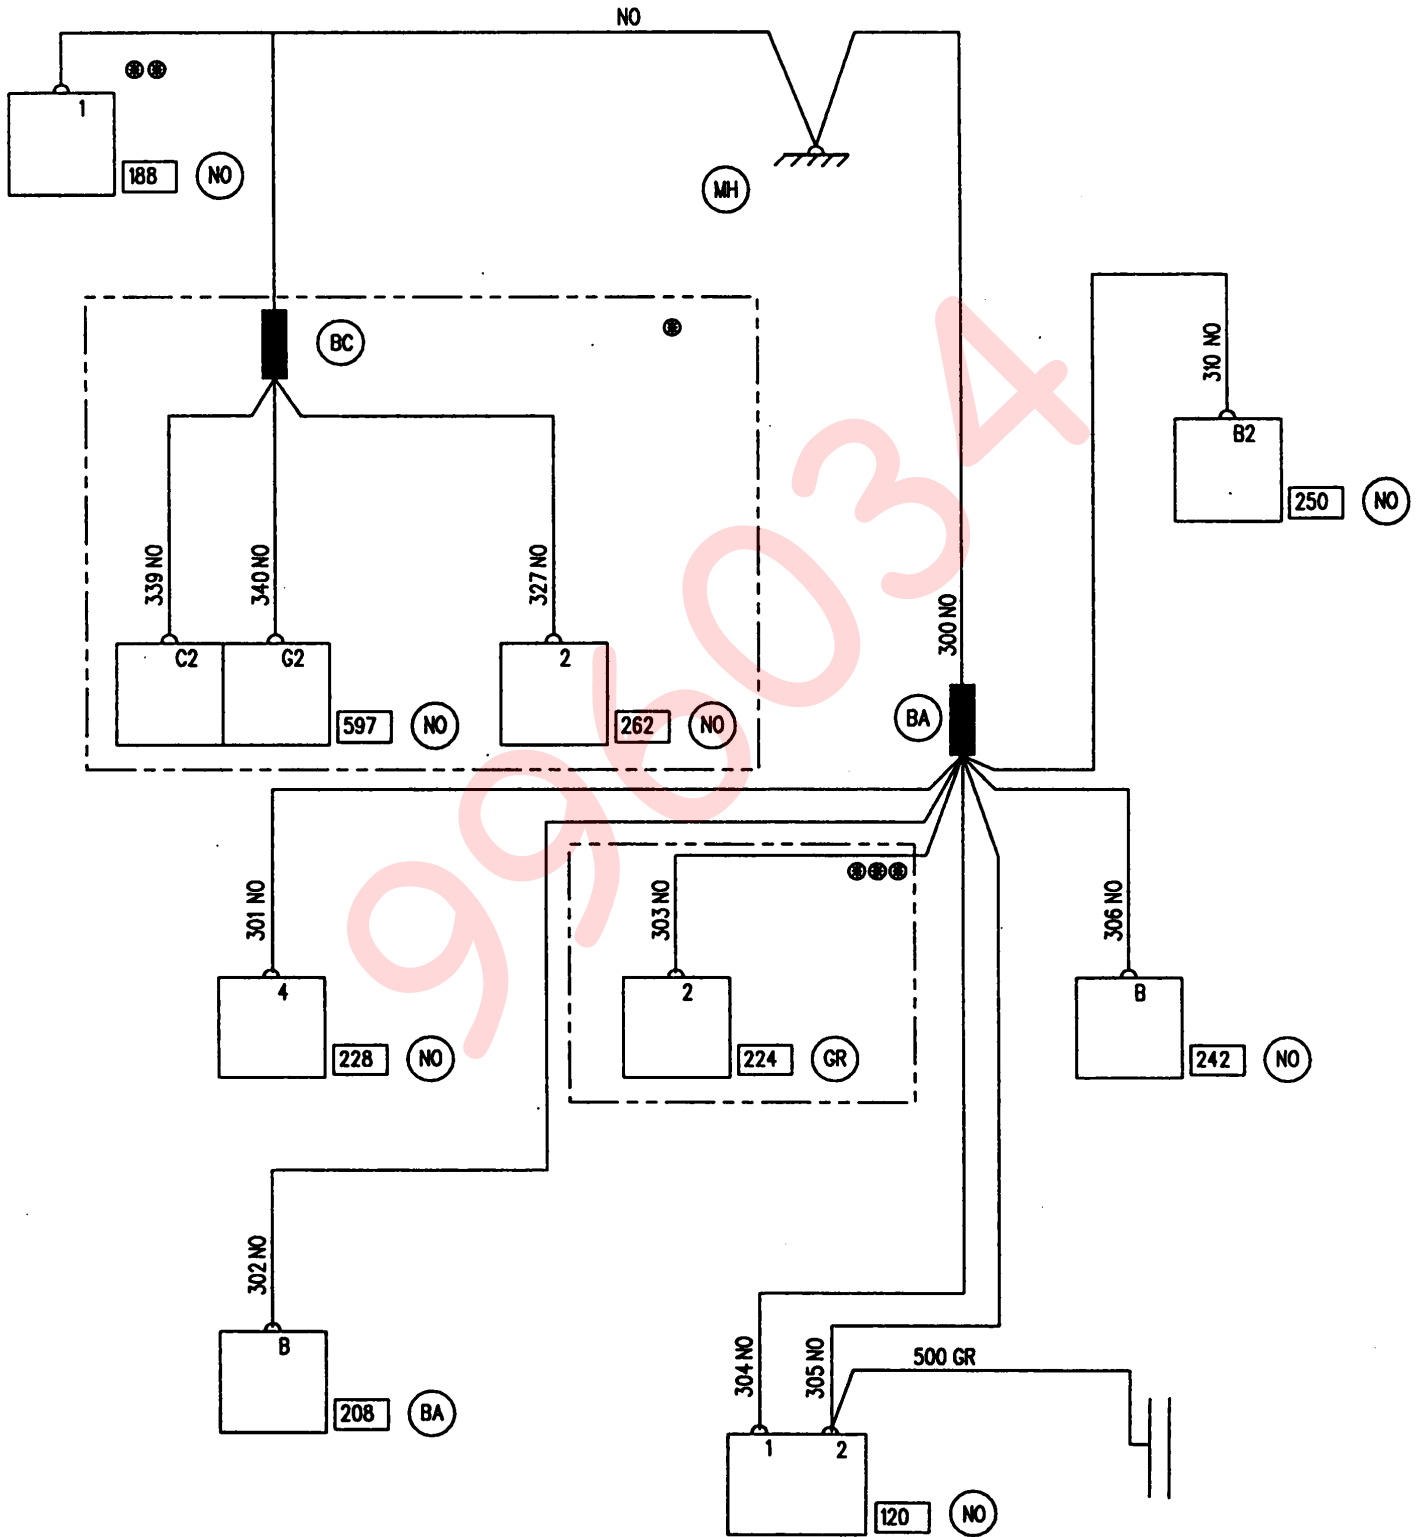 NO
1
188 NO
MH
BC
310 NO
B2
250 NO
339 NO
340 NO
327 NO
300 NO
C2
G2
2
597 NO
262 NO
BA
301 NO
303 NO
306 NO
4
2
B
228 NO
224 GR
242 NO
302 NO
B
208 BA
304 NO
305 NO
500 GR
1
2
120 NO
996034